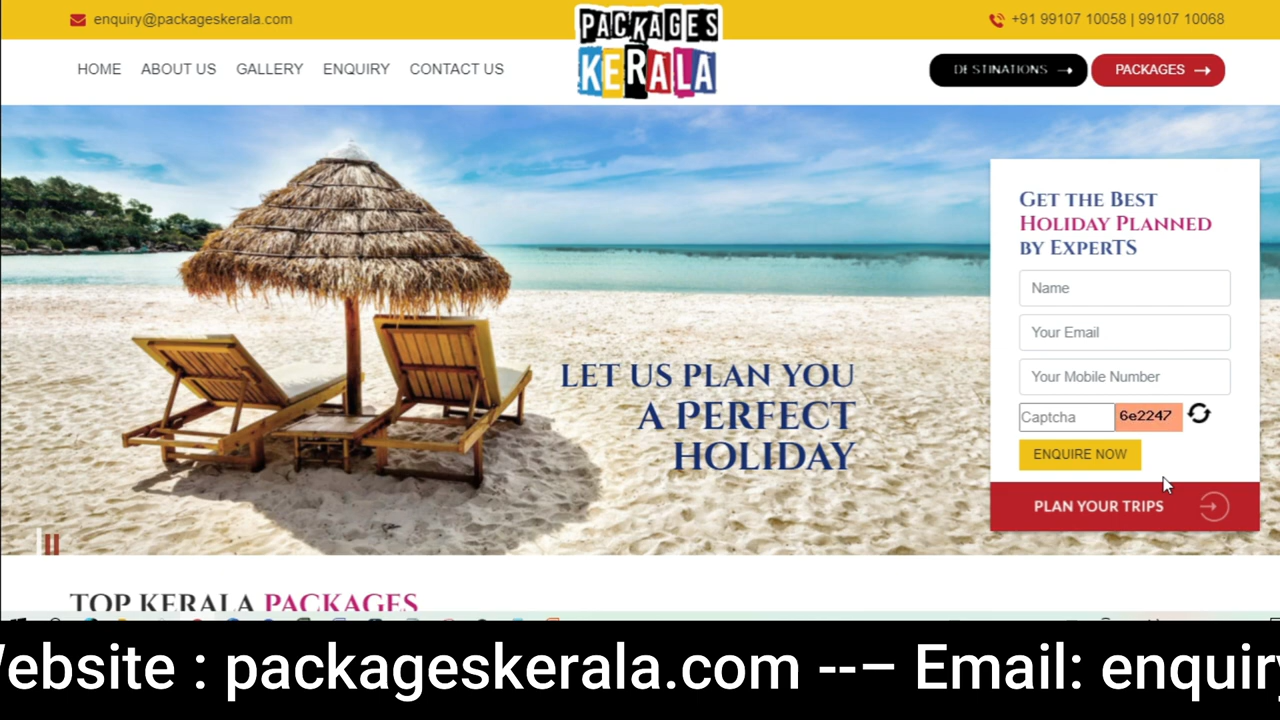 enquiry@packageskerala.com
PACKAGES
KERALA
+91 99107 10058 | 99107 10068
HOME ABOUT US GALLERY ENQUIRY CONTACT US
DESTINATIONS
PACKAGES
GET THE BEST
HOLIDAY PLANNED
BY EXPERTS
Name
Your Email
Your Mobile Number
Captcha 6e2247
ENQUIRE NOW
PLAN YOUR TRIPS
LET US PLAN YOU
A PERFECT
HOLIDAY
TOP KERALA PACKAGES
Website : packageskerala.com --– Email: enquiry